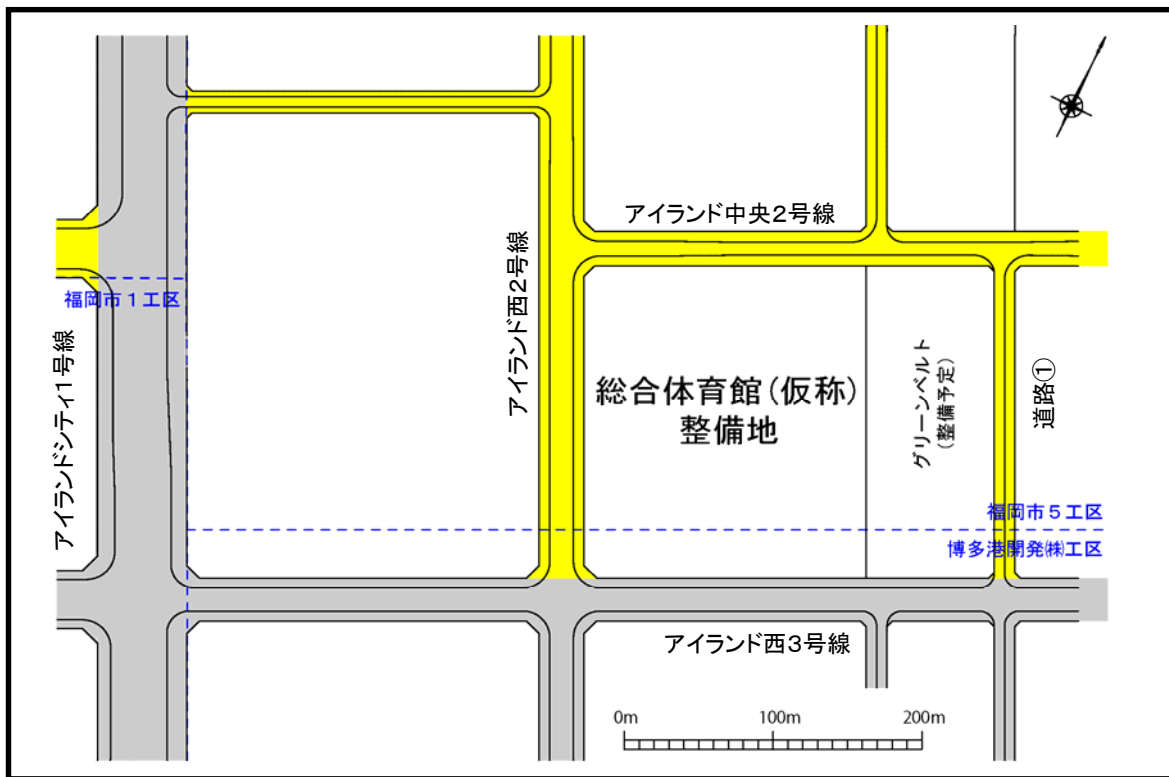 アイランド中央2号線
福岡市1工区
アイランドシティ1号線
アイランド西2号線
総合体育館(仮称)
整備地
グリーンベルト
(整備予定)
道路①
福岡市5工区
博多港開発㈱工区
アイランド西3号線
0m 100m 200m